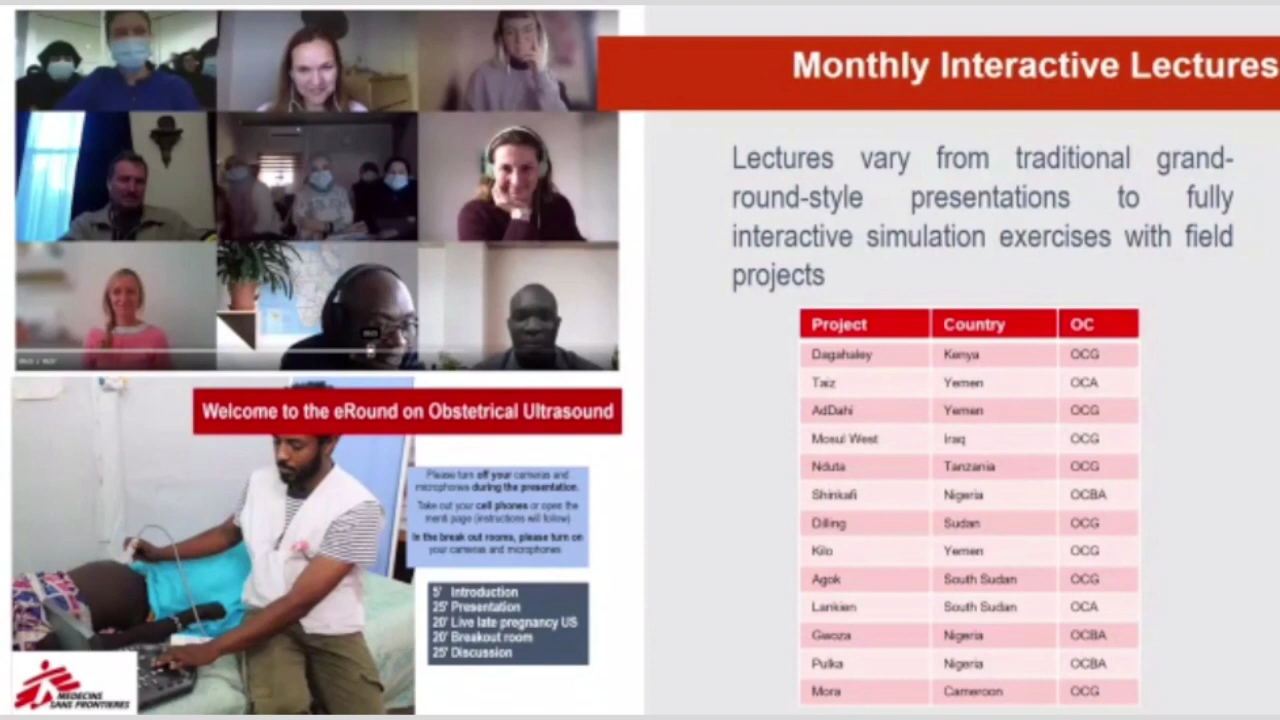 Monthly Interactive Lectures
Lectures vary from traditional grand-
round-style presentations to fully
interactive simulation exercises with field
projects
Project Country OC
Dagahaley Kenya OCG
Taiz Yemen OCA
AdDahi Yemen OCG
Mosul West Iraq OCG
Nduta Tanzania OCG
Shinkafi Nigeria OCBA
Dilling Sudan OCG
Kilo Yemen OCG
Agok South Sudan OCG
Lankien South Sudan OCA
Gwoza Nigeria OCBA
Pulka Nigeria OCBA
Mora Cameroon OCG
Welcome to the eRound on Obstetrical Ultrasound
Please turn off your cameras and
microphones during the presentation.
Take out your cell phones or open the
menti page (instructions will follow)
In the break out rooms, please turn on
your cameras and microphones
5' Introduction
25' Presentation
20' Live late pregnancy US
20' Breakout room
25' Discussion
MEDECINS
SANS FRONTIERES